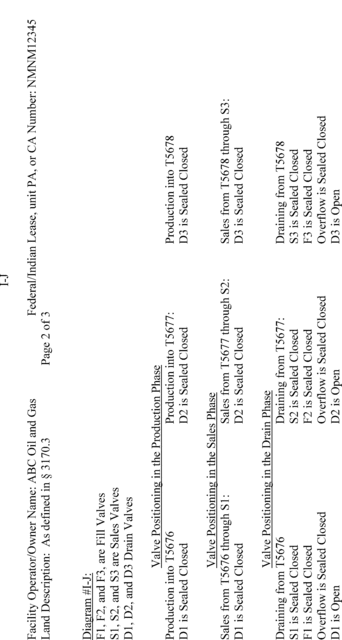 I-J
Facility Operator/Owner Name: ABC Oil and Gas Federal/Indian Lease, unit PA, or CA Number: NMNM12345
Land Description: As defined in § 3170.3 Page 2 of 3
Diagram #I-J:
F1, F2, and F3, are Fill Valves
S1, S2, and S3 are Sales Valves
D1, D2, and D3 Drain Valves
Valve Positioning in the Production Phase
Production into T5676 Production into T5677: Production into T5678
D1 is Sealed Closed D2 is Sealed Closed D3 is Sealed Closed
Valve Positioning in the Sales Phase
Sales from T5676 through S1: Sales from T5677 through S2: Sales from T5678 through S3:
D1 is Sealed Closed D2 is Sealed Closed D3 is Sealed Closed
Valve Positioning in the Drain Phase
Draining from T5676 Draining from T5677: Draining from T5678
S1 is Sealed Closed S2 is Sealed Closed S3 is Sealed Closed
F1 is Sealed Closed F2 is Sealed Closed F3 is Sealed Closed
Overflow is Sealed Closed Overflow is Sealed Closed Overflow is Sealed Closed
D1 is Open D2 is Open D3 is Open